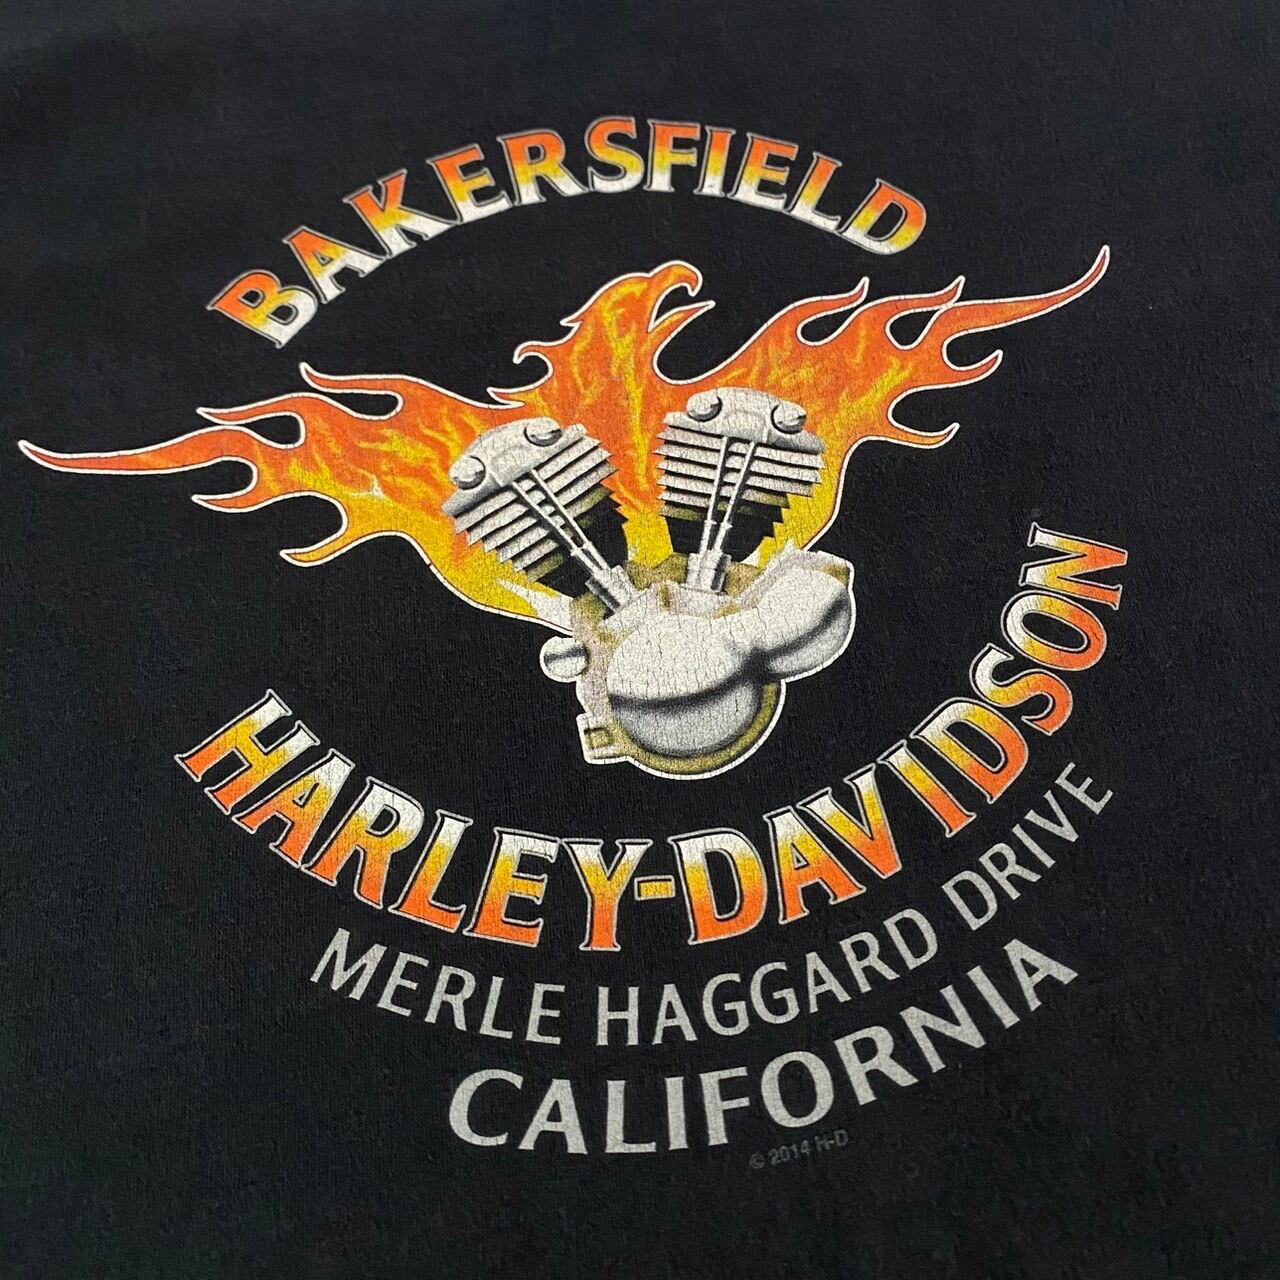 BAKERSFIELD
HARLEY-DAVIDSON
MERLE HAGGARD DRIVE
CALIFORNIA
© 2014 H-D